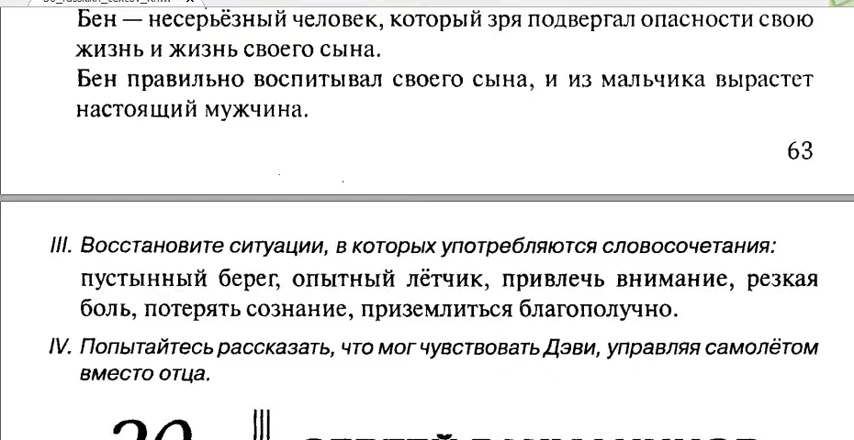 Бен — несерьёзный человек, который зря подвергал опасности свою
жизнь и жизнь своего сына.
Бен правильно воспитывал своего сына, и из мальчика вырастет
настоящий мужчина.
63
III. Восстановите ситуации, в которых употребляются словосочетания:
пустынный берег, опытный лётчик, привлечь внимание, резкая
боль, потерять сознание, приземлиться благополучно.
IV. Попытайтесь рассказать, что мог чувствовать Дэви, управляя самолётом
вместо отца.